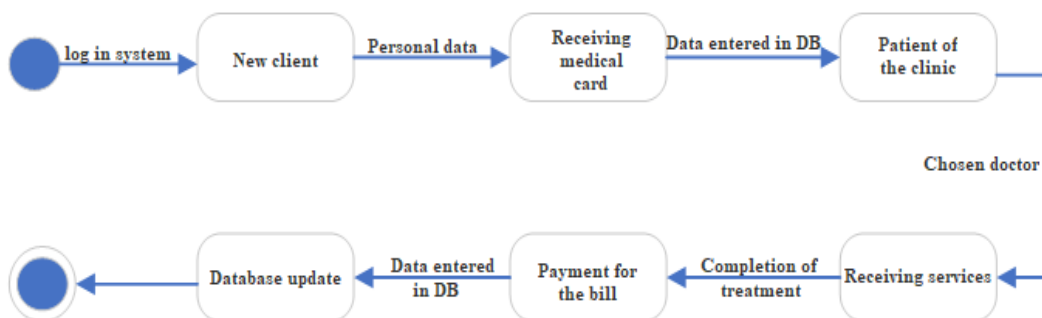 log in system
New client
Personal data
Receiving
medical
card
Data entered in DB
Patient of
the clinic
Chosen doctor
Receiving services
Completion of
treatment
Payment for
the bill
Data entered
in DB
Database update